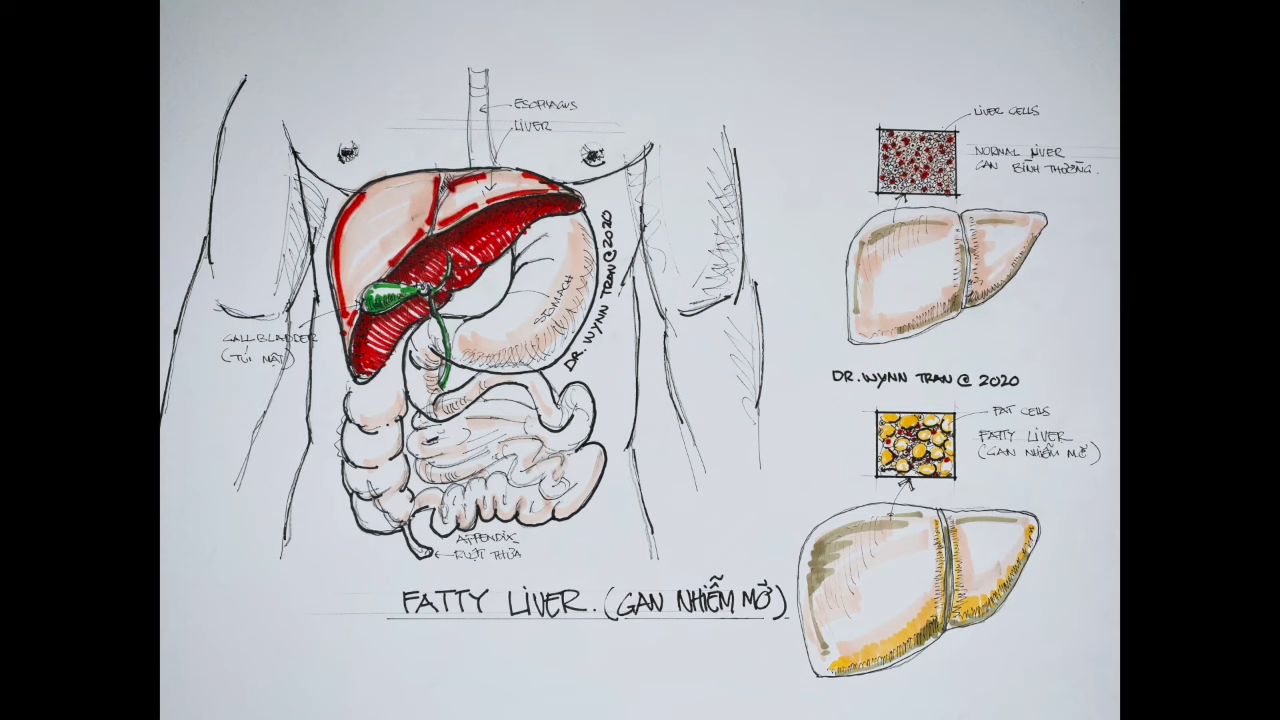 ESOPHAGUS
LIVER
STOMACH
DR. WYNN TRAN @ 2020
GALLBLADDER
(TÚI MẬT)
APPENDIX
RUỘT THỪA
FATTY LIVER. (GAN NHIỄM MỠ)
LIVER CELLS
NORMAL LIVER
GAN BÌNH THƯỜNG.
DR. WYNN TRAN @ 2020
FAT CELLS
FATTY LIVER
(GAN NHIỄM MỠ)